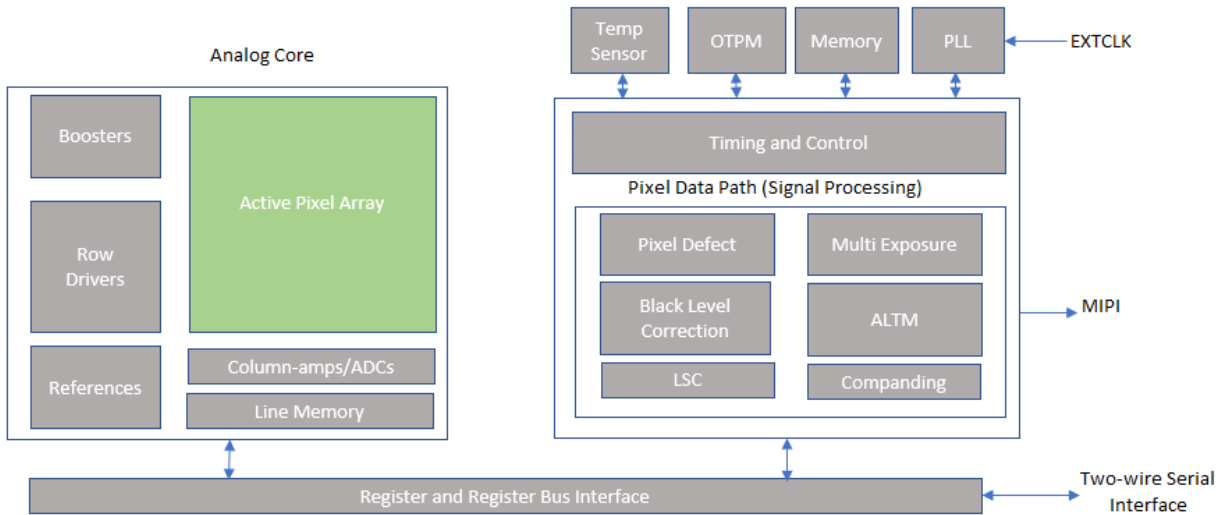 Analog Core
Boosters
Active Pixel Array
Row
Drivers
References
Column-amps/ADCs
Line Memory
Temp
Sensor
OTPM
Memory
PLL
EXTCLK
Timing and Control
Pixel Data Path (Signal Processing)
Pixel Defect
Multi Exposure
Black Level
Correction
ALTM
LSC
Companding
MIPI
Register and Register Bus Interface
Two-wire Serial
Interface